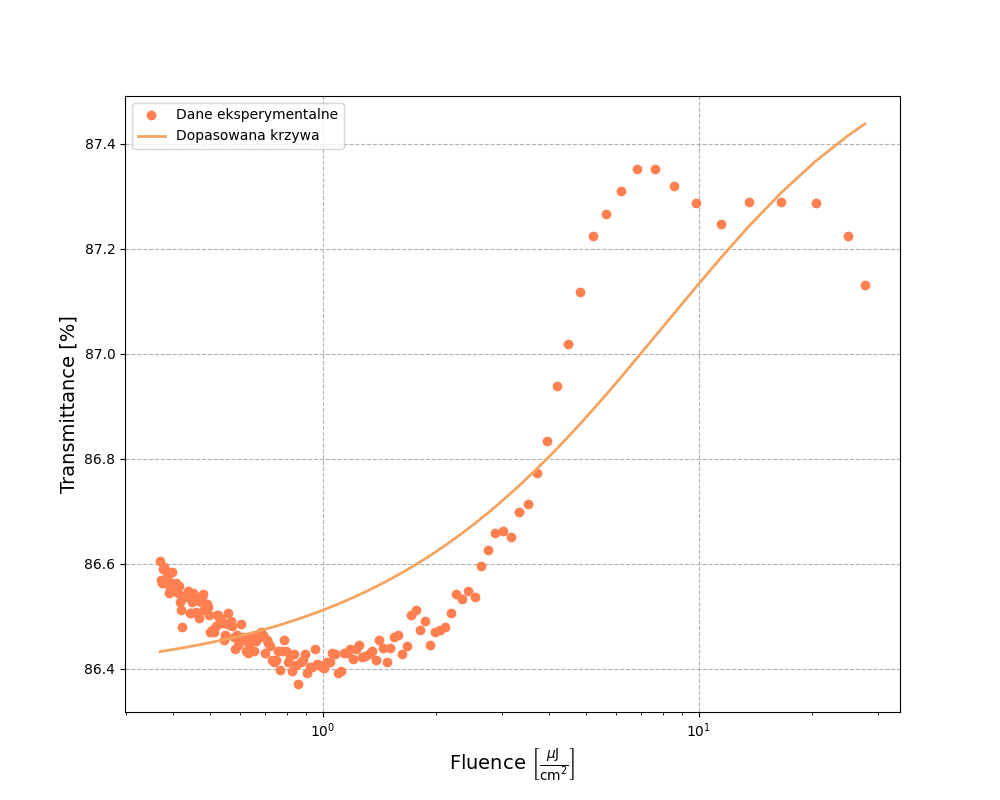 Dane eksperymentalne
Dopasowana krzywa
Transmittance [%]
87.4
87.2
87.0
86.8
86.6
86.4
10⁰
10¹
Fluence [μJ/cm²]